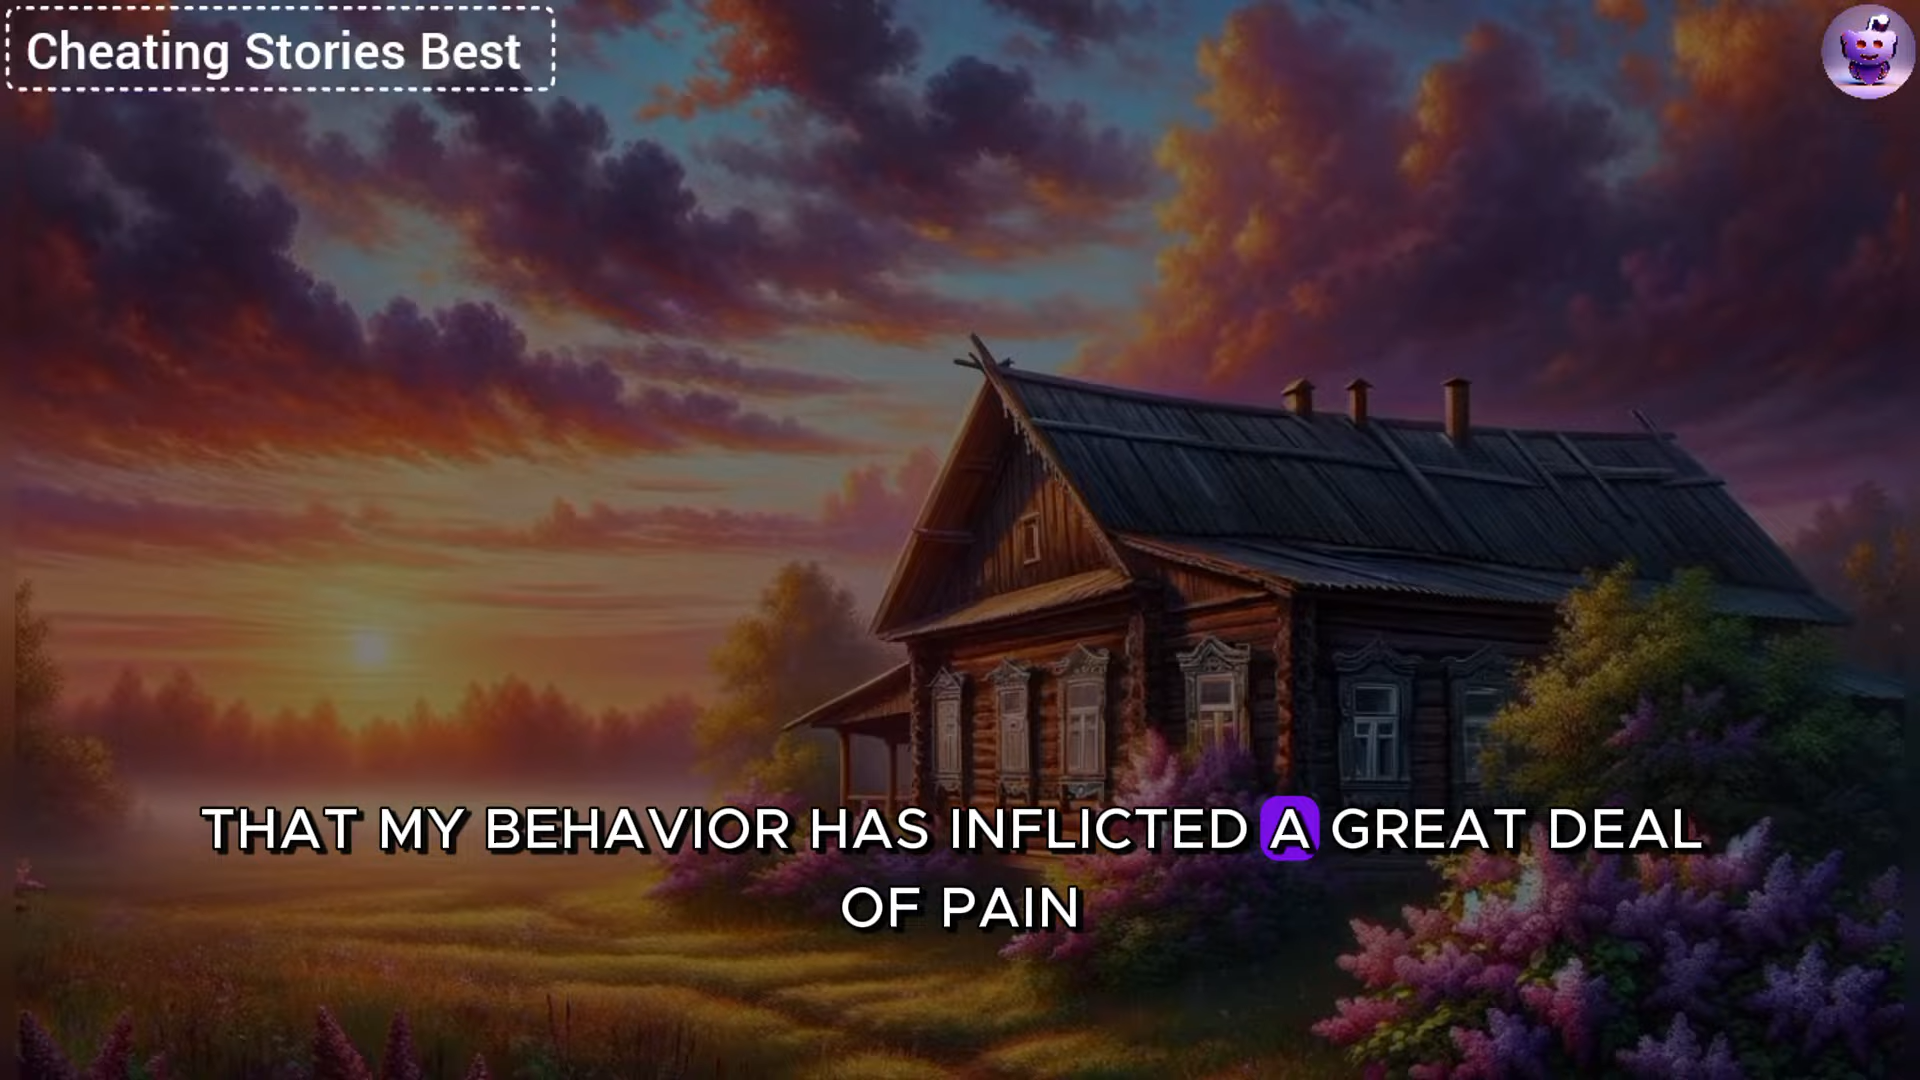 Cheating Stories Best
THAT MY BEHAVIOR HAS INFLICTED A GREAT DEAL
OF PAIN